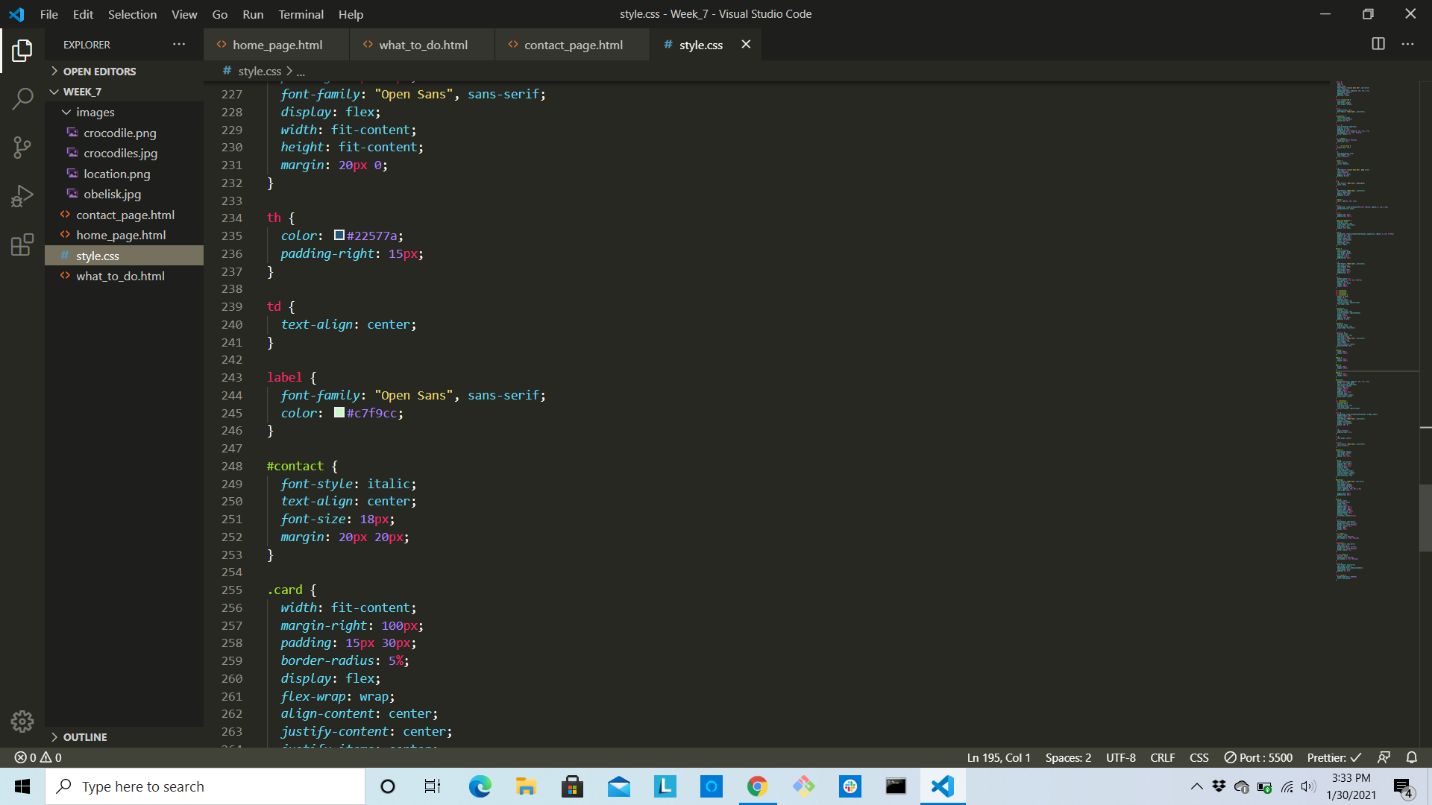 File Edit Selection View Go Run Terminal Help
style.css - Week_7 - Visual Studio Code
EXPLORER
home_page.html
what_to_do.html
contact_page.html
# style.css
OPEN EDITORS
WEEK_7
images
crocodile.png
crocodiles.jpg
location.png
obelisk.jpg
contact_page.html
home_page.html
# style.css
what_to_do.html
OUTLINE
# style.css > ...
227 font-family: "Open Sans", sans-serif;
228 display: flex;
229 width: fit-content;
230 height: fit-content;
231 margin: 20px 0;
232 }
233
234 th {
235 color: #22577a;
236 padding-right: 15px;
237 }
238
239 td {
240 text-align: center;
241 }
242
243 label {
244 font-family: "Open Sans", sans-serif;
245 color: #c7f9cc;
246 }
247
248 #contact {
249 font-style: italic;
250 text-align: center;
251 font-size: 18px;
252 margin: 20px 20px;
253 }
254
255 .card {
256 width: fit-content;
257 margin-right: 100px;
258 padding: 15px 30px;
259 border-radius: 5%;
260 display: flex;
261 flex-wrap: wrap;
262 align-content: center;
263 justify-content: center;
0 0
Ln 195, Col 1 Spaces: 2 UTF-8 CRLF CSS Port : 5500 Prettier: ✓
Type here to search
L
3:33 PM
1/30/2021
4